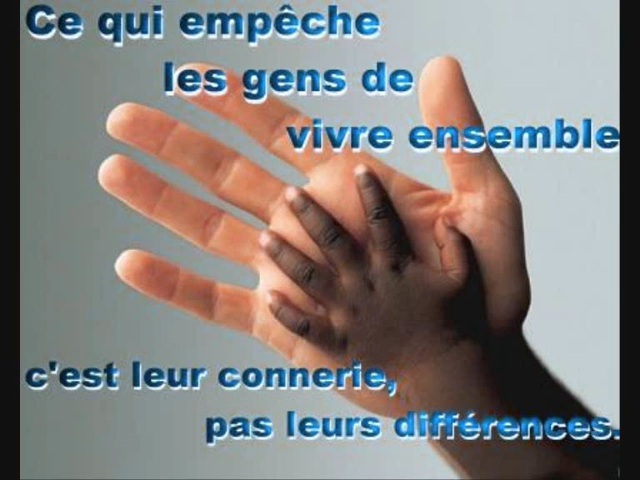 Ce qui empêche
les gens de
vivre ensemble
c'est leur connerie,
pas leurs différences.